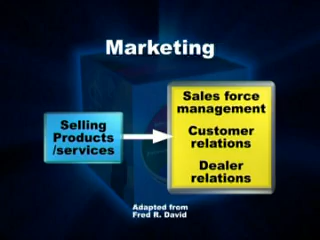 Marketing
Selling
Products
/services
Sales force
management
Customer
relations
Dealer
relations
Adapted from
Fred R. David